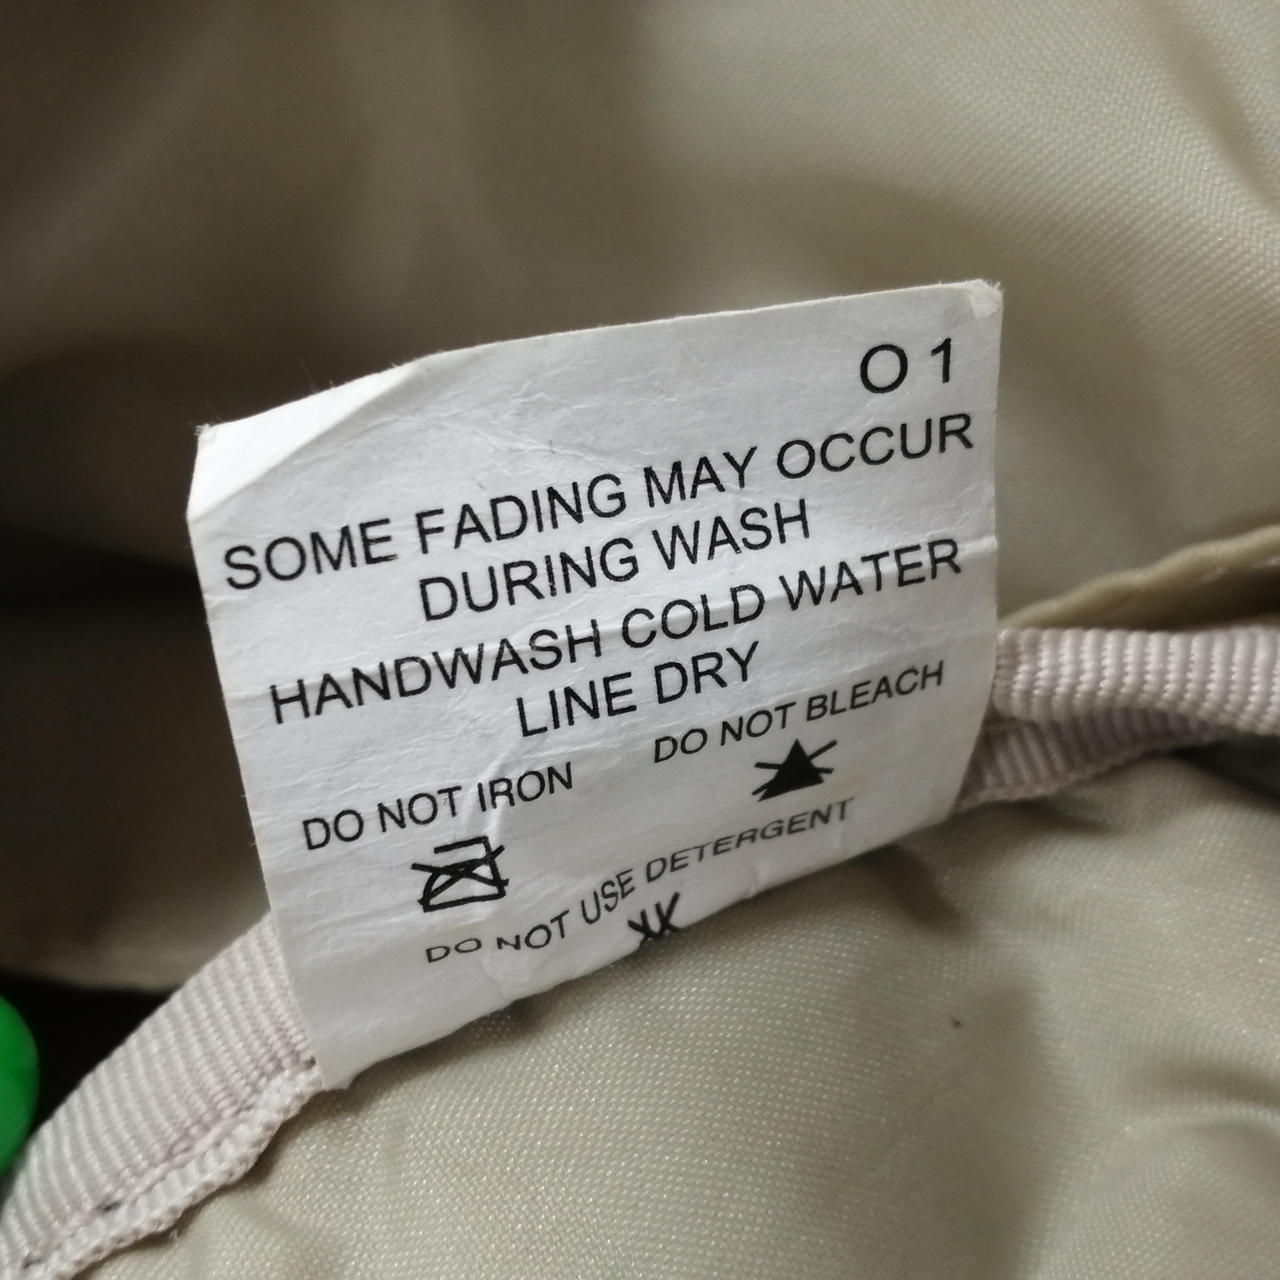 O 1
SOME FADING MAY OCCUR
DURING WASH
HANDWASH COLD WATER
LINE DRY
DO NOT IRON
DO NOT BLEACH
DO NOT USE DETERGENT